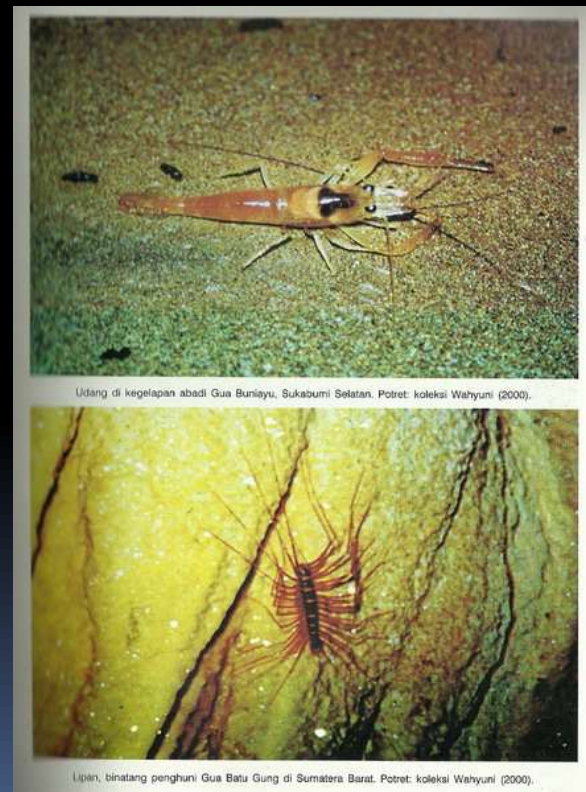 Udang di kegelapan abadi Gua Buniayu, Sukabumi Selatan. Potret: koleksi Wahyuni (2000).
Lipan, binatang penghuni Gua Batu Gung di Sumatera Barat. Potret: koleksi Wahyuni (2000).